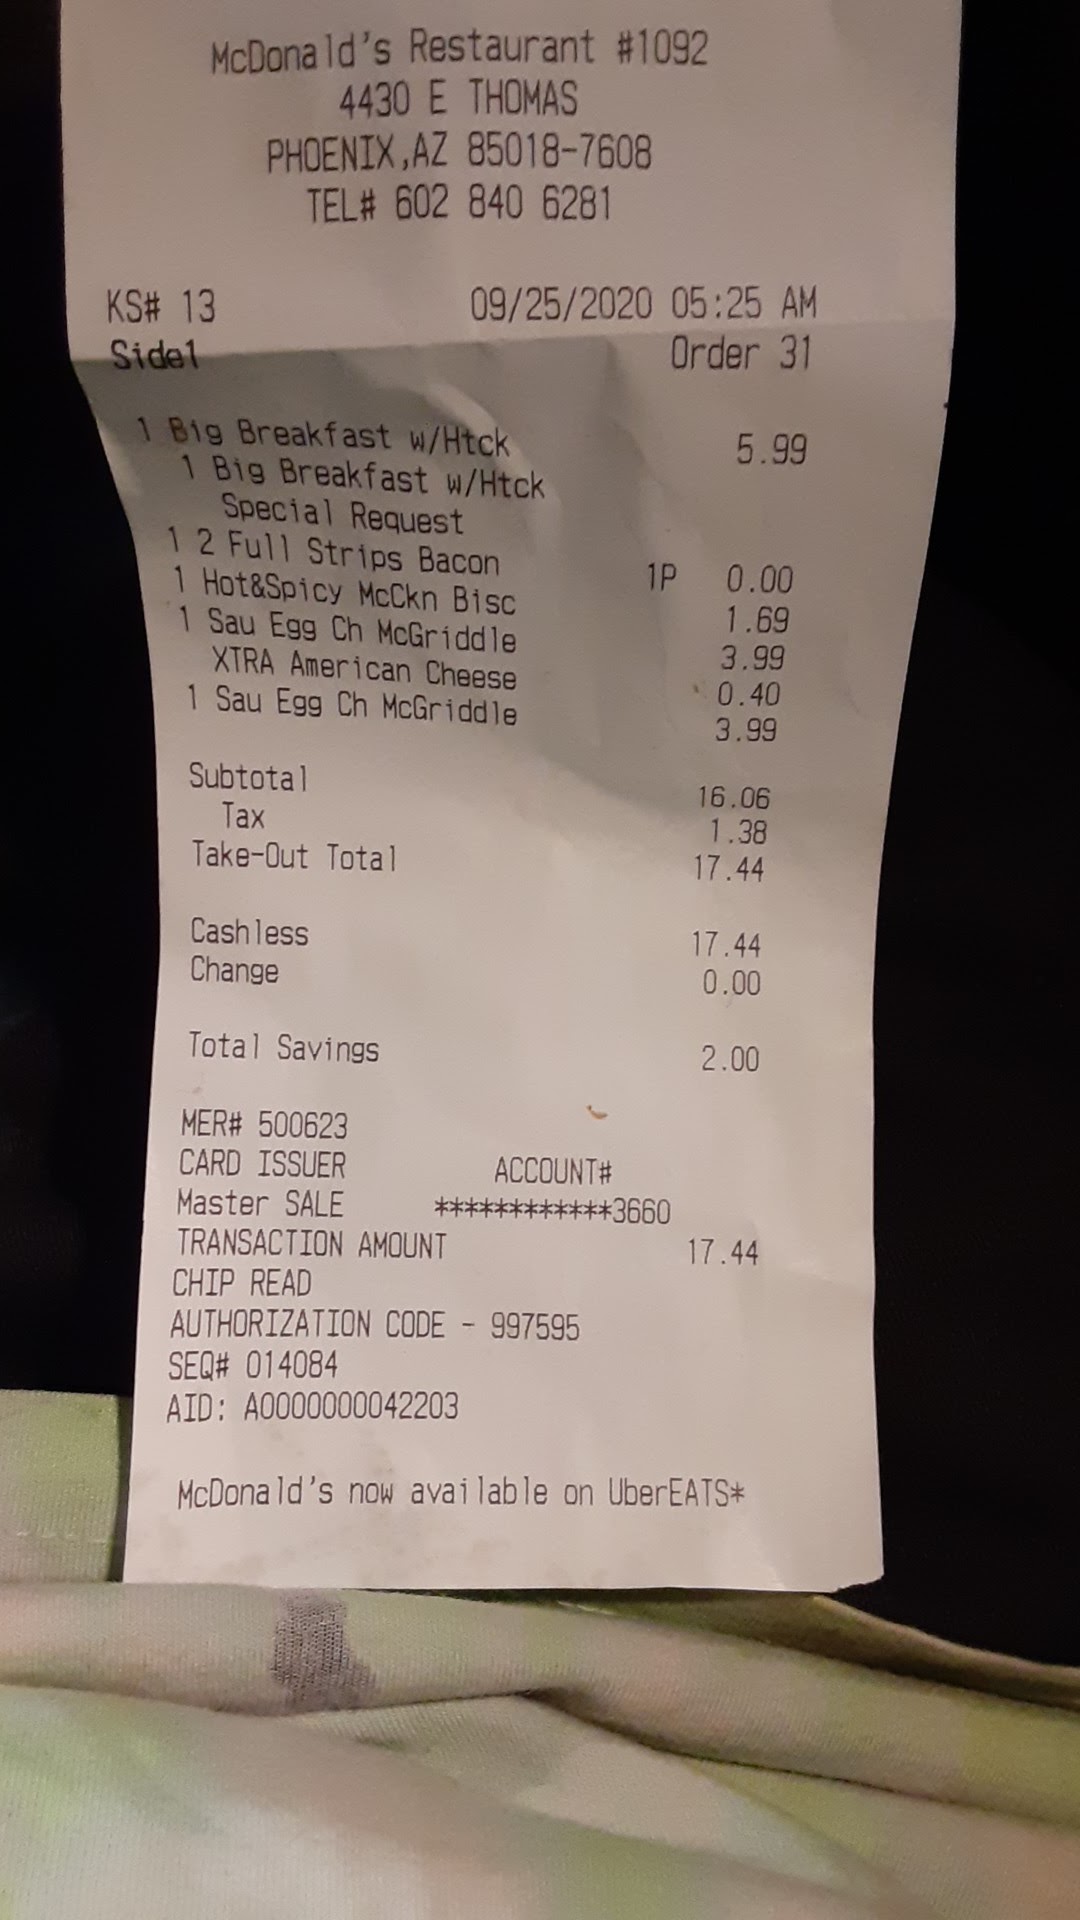 McDonald's Restaurant #1092
4430 E THOMAS
PHOENIX,AZ 85018-7608
TEL# 602 840 6281
KS# 13 09/25/2020 05:25 AM
Side1 Order 31
1 Big Breakfast w/Htck 5.99
1 Big Breakfast w/Htck
Special Request
1 2 Full Strips Bacon 1P 0.00
1 Hot&Spicy McCkn Bisc 1.69
1 Sau Egg Ch McGriddle 3.99
XTRA American Cheese 0.40
1 Sau Egg Ch McGriddle 3.99
Subtotal 16.06
Tax 1.38
Take-Out Total 17.44
Cashless 17.44
Change 0.00
Total Savings 2.00
MER# 500623
CARD ISSUER ACCOUNT#
Master SALE ************3660
TRANSACTION AMOUNT 17.44
CHIP READ
AUTHORIZATION CODE - 997595
SEQ# 014084
AID: A0000000042203
McDonald's now available on UberEATS*